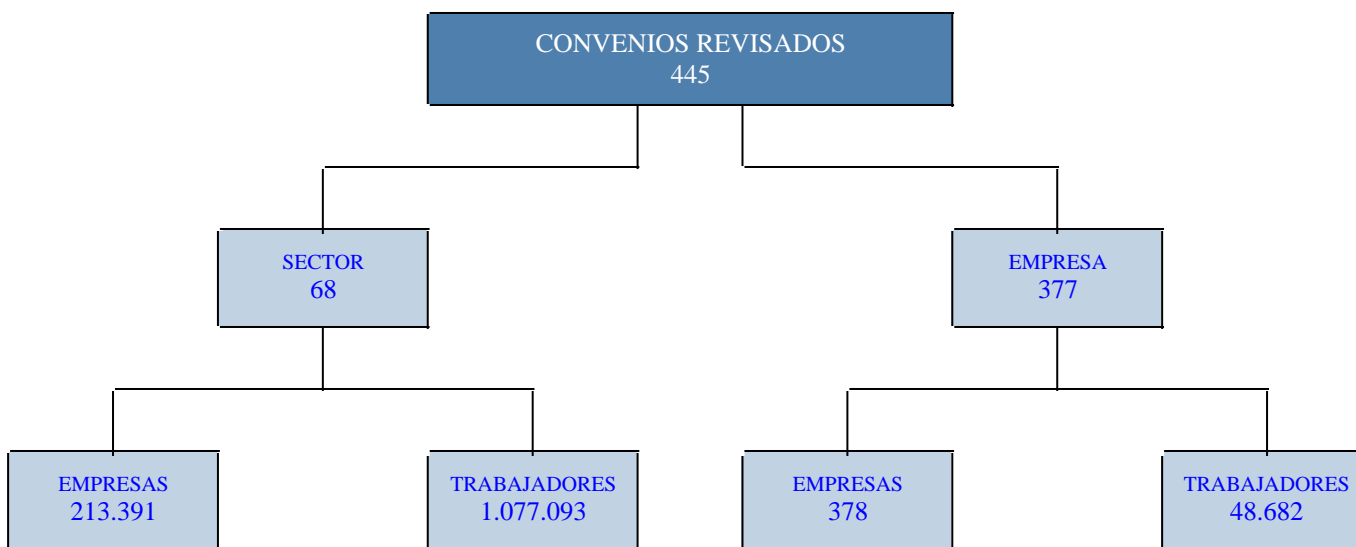 CONVENIOS REVISADOS
445
SECTOR
68
EMPRESA
377
EMPRESAS
213.391
TRABAJADORES
1.077.093
EMPRESAS
378
TRABAJADORES
48.682